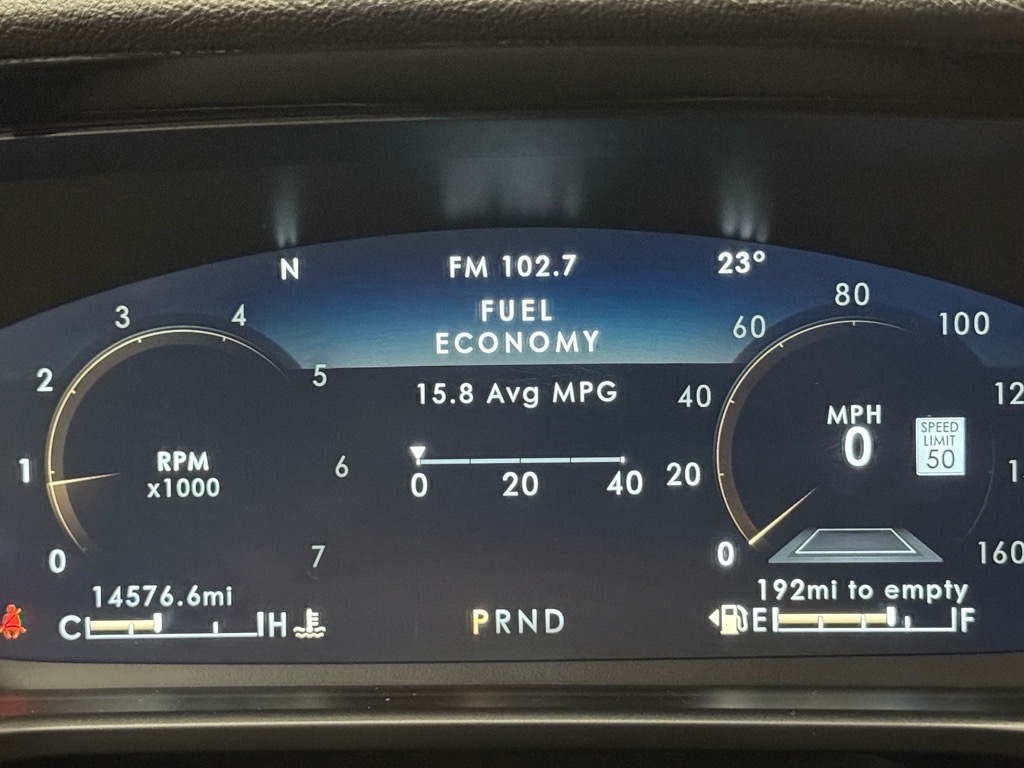 N FM 102.7 23°
FUEL
ECONOMY
15.8 Avg MPG
0 20 40
0 1 2 3 4 5 6 7
RPM
x1000
0 20 40 60 80 100 160
MPH
0
SPEED
LIMIT
50
14576.6mi
C H
PRND
192mi to empty
E F